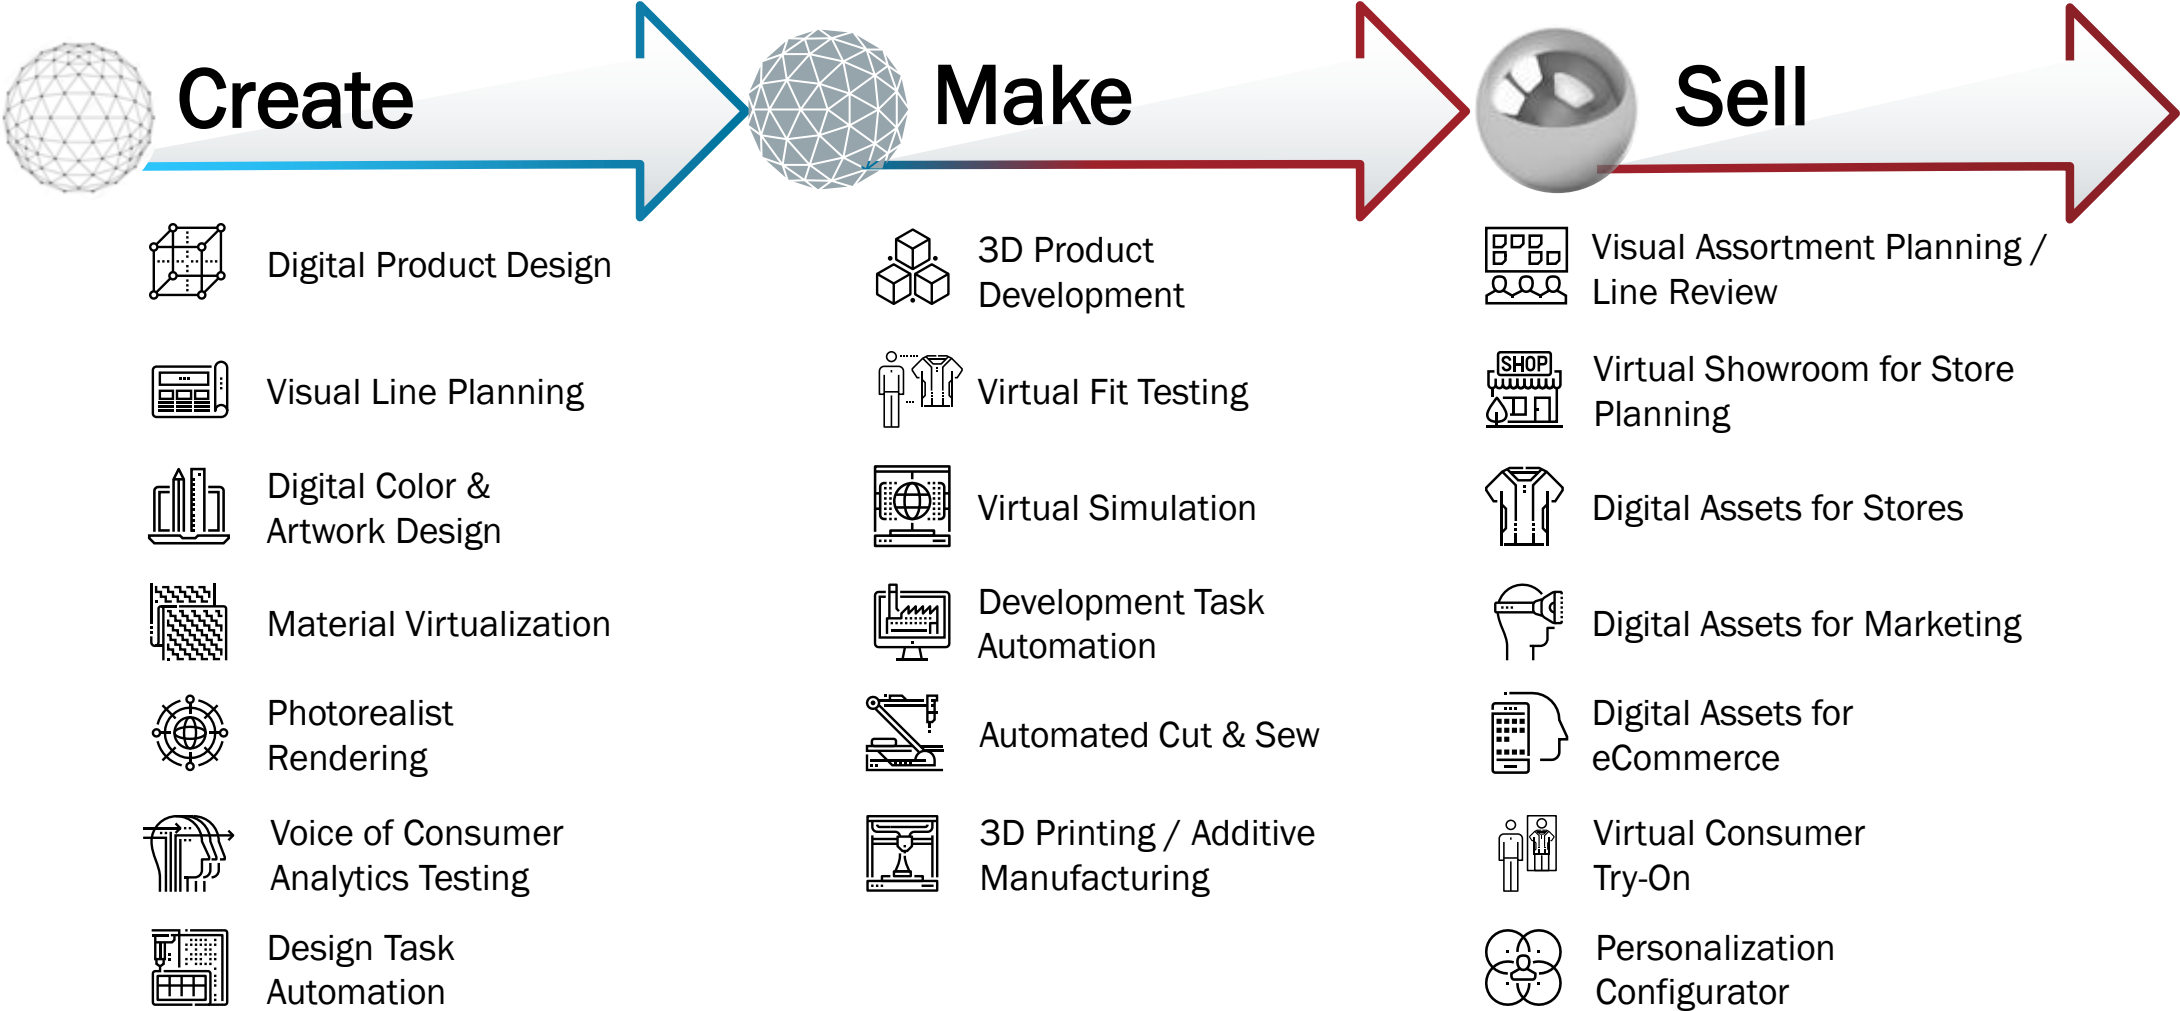 Create
Digital Product Design
Visual Line Planning
Digital Color &
Artwork Design
Material Virtualization
Photorealist
Rendering
Voice of Consumer
Analytics Testing
Design Task
Automation
Make
3D Product
Development
Virtual Fit Testing
Virtual Simulation
Development Task
Automation
Automated Cut & Sew
3D Printing / Additive
Manufacturing
Sell
Visual Assortment Planning /
Line Review
SHOP
Virtual Showroom for Store
Planning
Digital Assets for Stores
Digital Assets for Marketing
Digital Assets for
eCommerce
Virtual Consumer
Try-On
Personalization
Configurator